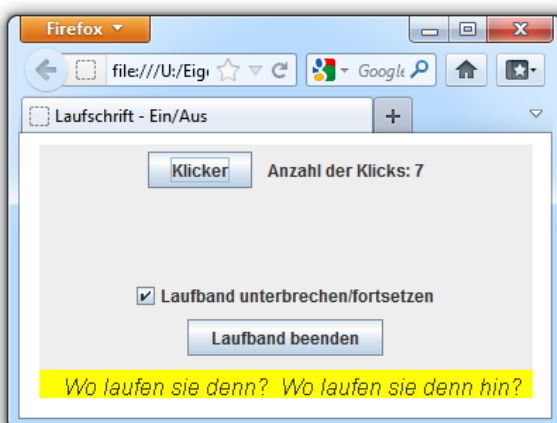 Firefox
file:///U:/Eig
Google
Laufschrift - Ein/Aus
Klicker Anzahl der Klicks: 7
Laufband unterbrechen/fortsetzen
Laufband beenden
Wo laufen sie denn? Wo laufen sie denn hin?